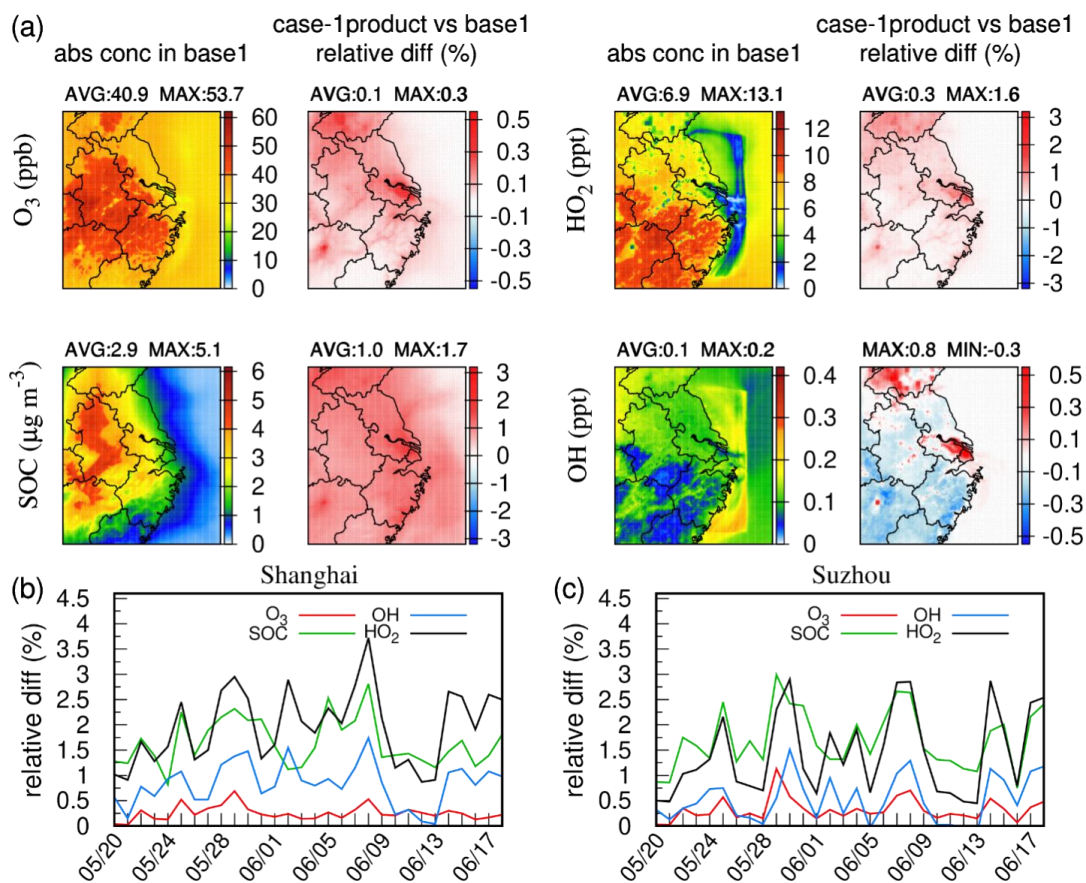 (a)
abs conc in base1
case-1product vs base1
relative diff (%)
abs conc in base1
case-1product vs base1
relative diff (%)
AVG:40.9 MAX:53.7
AVG:0.1 MAX:0.3
AVG:6.9 MAX:13.1
AVG:0.3 MAX:1.6
O3 (ppb)
60
50
40
30
20
10
0
0.5
0.3
0.1
-0.1
-0.3
-0.5
HO2 (ppt)
12
10
8
6
4
2
0
3
2
1
0
-1
-2
-3
AVG:2.9 MAX:5.1
AVG:1.0 MAX:1.7
AVG:0.1 MAX:0.2
MAX:0.8 MIN:-0.3
SOC (μg m−3)
6
5
4
3
2
1
0
3
2
1
0
-1
-2
-3
OH (ppt)
0.4
0.3
0.2
0.1
0
0.5
0.3
0.1
-0.1
-0.3
-0.5
(b)
Shanghai
relative diff (%)
4.5
4
3.5
3
2.5
2
1.5
1
0.5
0
O3
OH
SOC
HO2
05/20
05/24
05/28
06/01
06/05
06/09
06/13
06/17
(c)
Suzhou
relative diff (%)
4.5
4
3.5
3
2.5
2
1.5
1
0.5
0
O3
OH
SOC
HO2
05/20
05/24
05/28
06/01
06/05
06/09
06/13
06/17